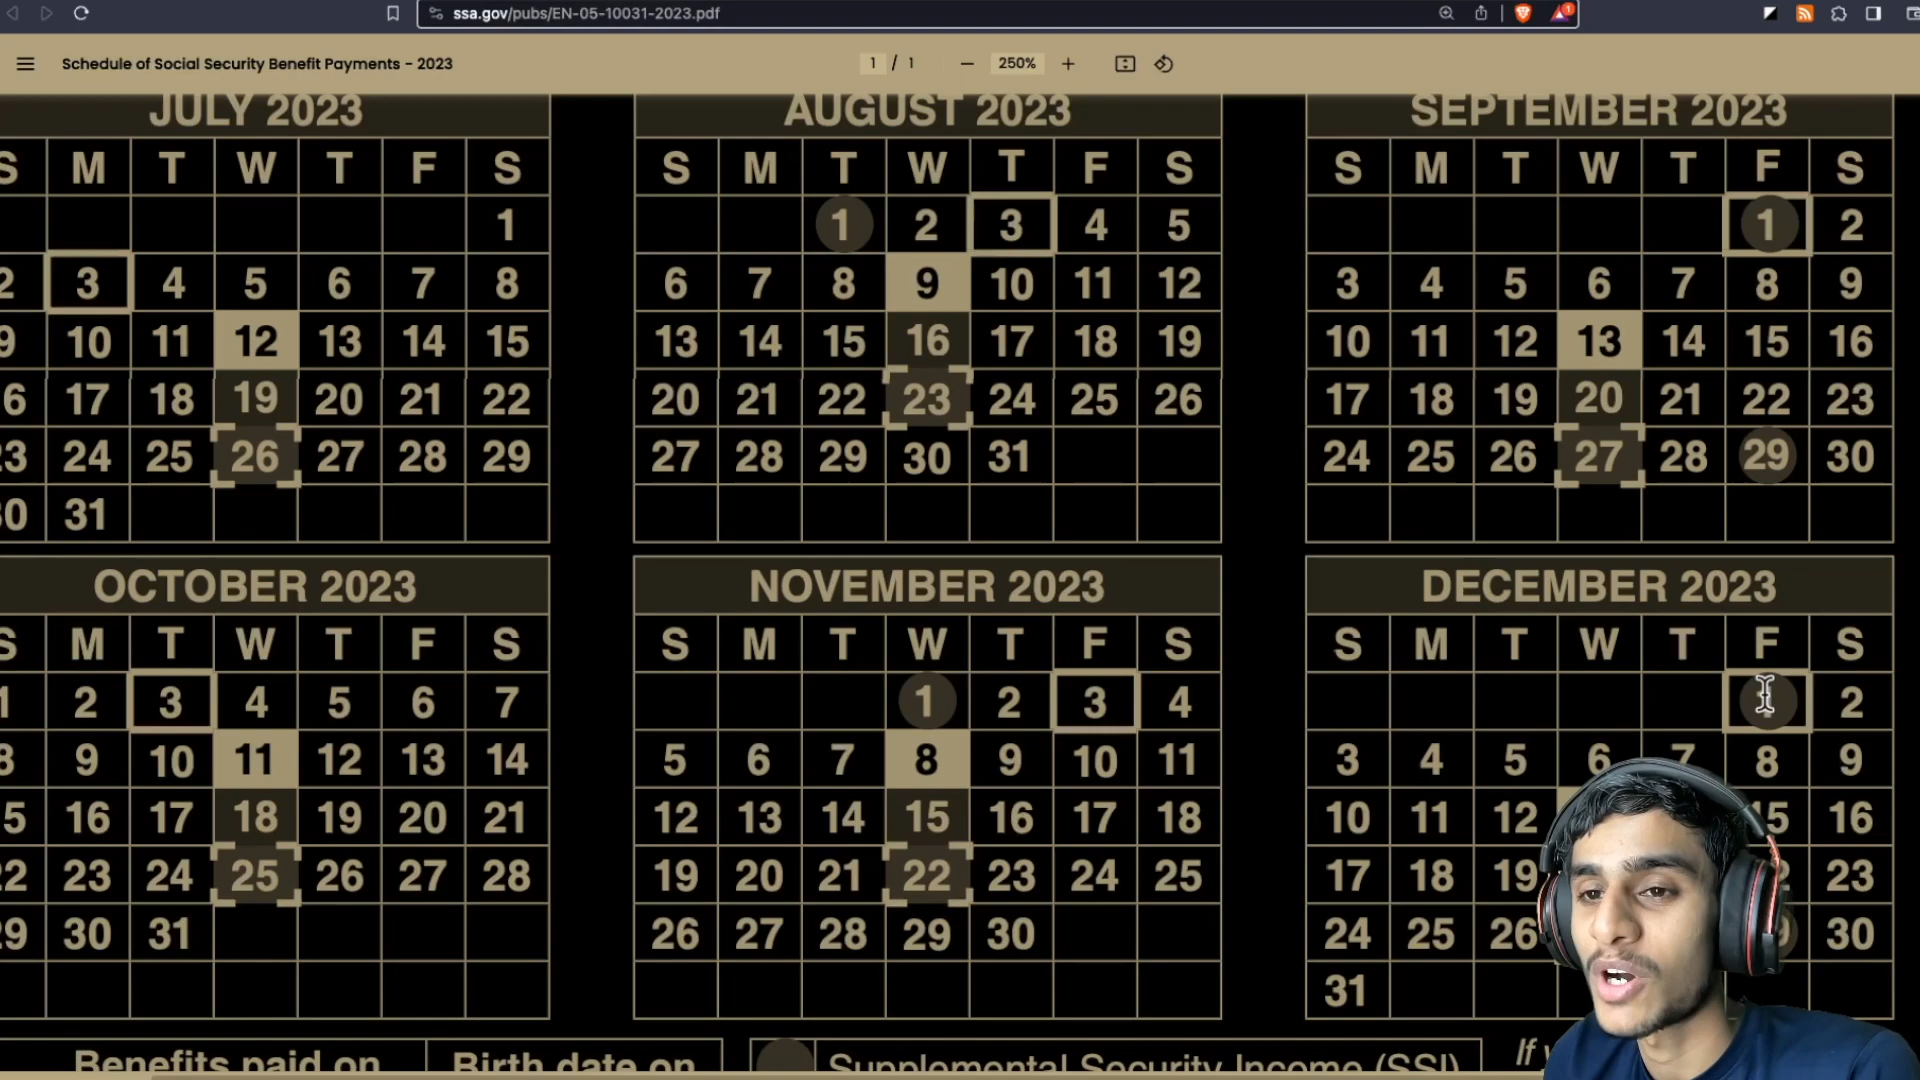 ssa.gov/pubs/EN-05-10031-2023.pdf
1
Schedule of Social Security Benefit Payments - 2023
1 / 1
250%
JULY 2023
AUGUST 2023
SEPTEMBER 2023
S M T W T F S
S M T W T F S
S M T W T F S
1
1 2 3 4 5
1 2
2 3 4 5 6 7 8
6 7 8 9 10 11 12
3 4 5 6 7 8 9
9 10 11 12 13 14 15
13 14 15 16 17 18 19
10 11 12 13 14 15 16
6 17 18 19 20 21 22
20 21 22 23 24 25 26
17 18 19 20 21 22 23
23 24 25 26 27 28 29
27 28 29 30 31
24 25 26 27 28 29 30
30 31
OCTOBER 2023
NOVEMBER 2023
DECEMBER 2023
S M T W T F S
S M T W T F S
S M T W T F S
1 2 3 4 5 6 7
1 2 3 4
2
8 9 10 11 12 13 14
5 6 7 8 9 10 11
3 4 5 6 7 8 9
5 16 17 18 19 20 21
12 13 14 15 16 17 18
10 11 12 15 16
22 23 24 25 26 27 28
19 20 21 22 23 24 25
17 18 19 23
29 30 31
26 27 28 29 30
24 25 26 30
31
Benefits paid on
Birth date on
Supplemental Security Income (SSI)
If